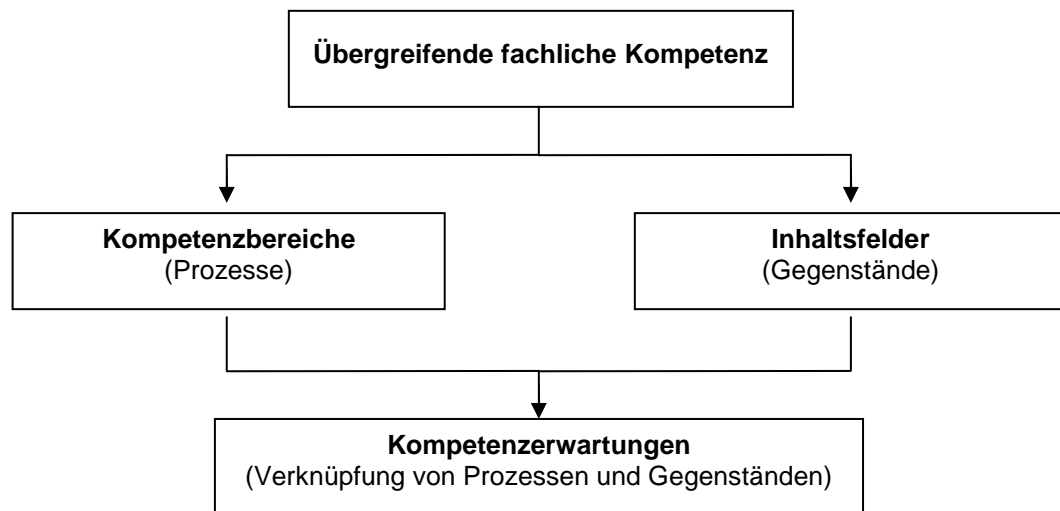 Übergreifende fachliche Kompetenz
Kompetenzbereiche
(Prozesse)
Inhaltsfelder
(Gegenstände)
Kompetenzerwartungen
(Verknüpfung von Prozessen und Gegenständen)